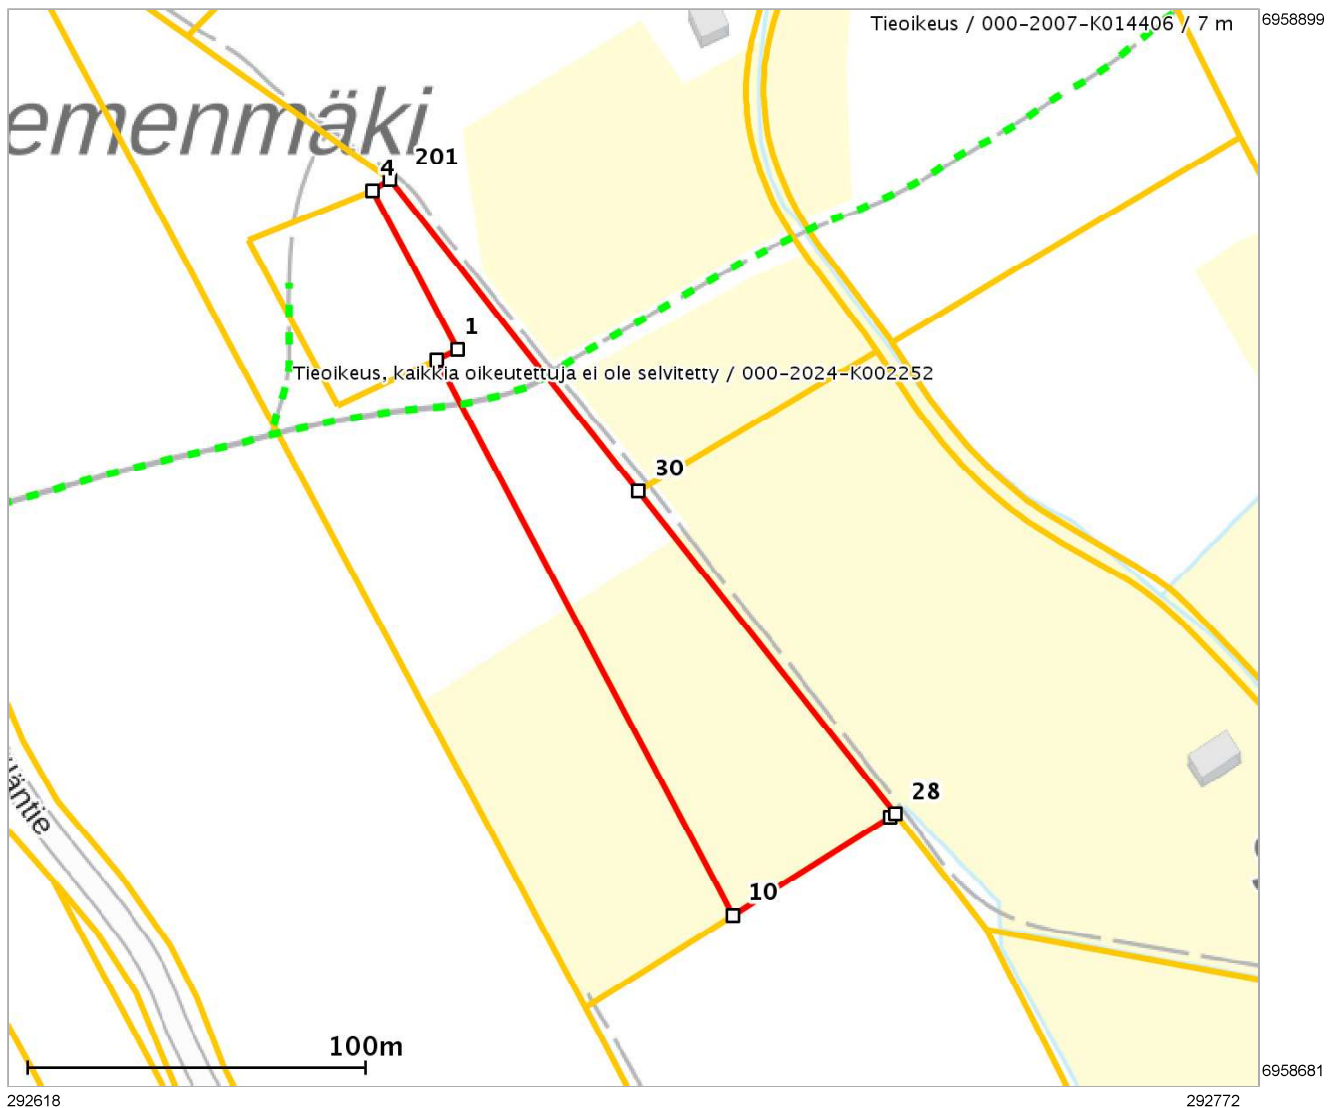 Tieoikeus / 000-2007-K014406 / 7 m
6958899
emenmäki
4
201
1
Tieoikeus, kaikkia oikeutettuja ei ole selvitetty / 000-2024-K002252
30
28
10
äntie
100m
6958681
292618
292772